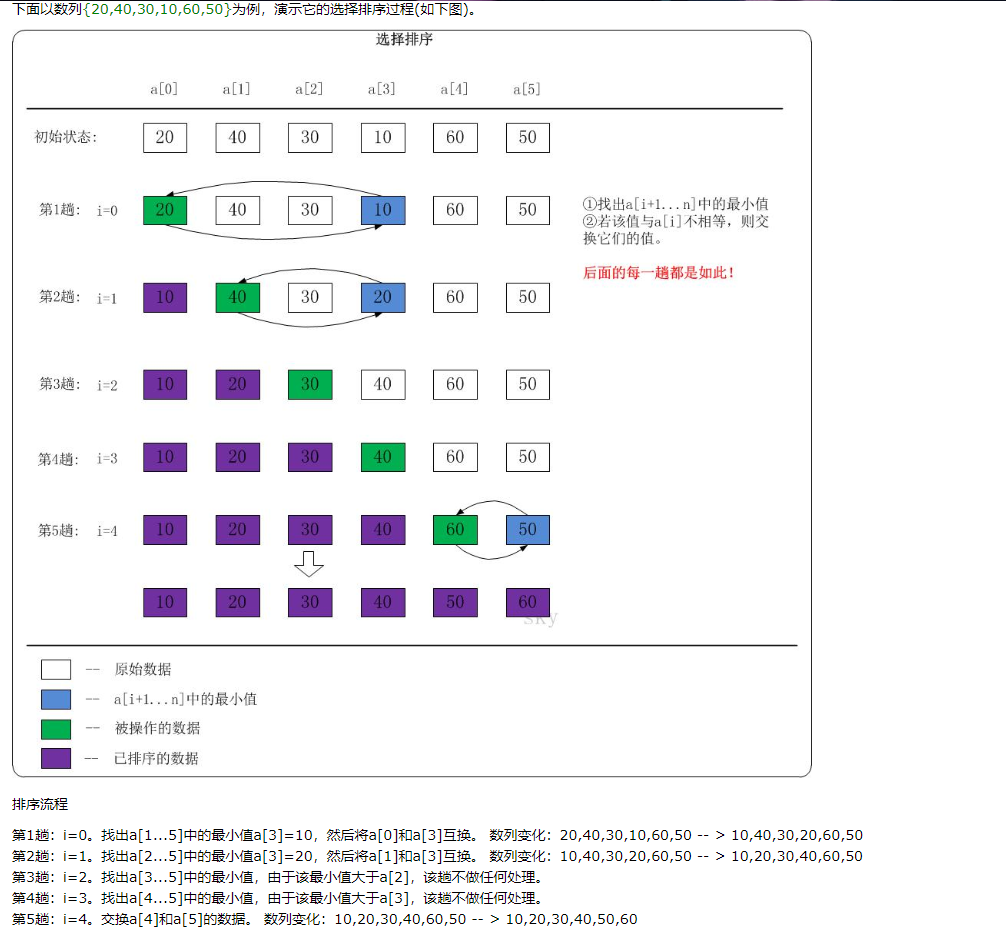 下面以数列{20,40,30,10,60,50}为例，演示它的选择排序过程(如下图)。
选择排序
a[0] a[1] a[2] a[3] a[4] a[5]
初始状态: 20 40 30 10 60 50
第1趟: i=0 20 40 30 10 60 50
①找出a[i+1...n]中的最小值
②若该值与a[i]不相等，则交
换它们的值。
后面的每一趟都是如此！
第2趟: i=1 10 40 30 20 60 50
第3趟: i=2 10 20 30 40 60 50
第4趟: i=3 10 20 30 40 60 50
第5趟: i=4 10 20 30 40 60 50
10 20 30 40 50 60
sky
-- 原始数据
-- a[i+1...n]中的最小值
-- 被操作的数据
-- 已排序的数据
排序流程
第1趟：i=0。找出a[1...5]中的最小值a[3]=10，然后将a[0]和a[3]互换。 数列变化：20,40,30,10,60,50 -- > 10,40,30,20,60,50
第2趟：i=1。找出a[2...5]中的最小值a[3]=20，然后将a[1]和a[3]互换。 数列变化：10,40,30,20,60,50 -- > 10,20,30,40,60,50
第3趟：i=2。找出a[3...5]中的最小值，由于该最小值大于a[2]，该趟不做任何处理。
第4趟：i=3。找出a[4...5]中的最小值，由于该最小值大于a[3]，该趟不做任何处理。
第5趟：i=4。交换a[4]和a[5]的数据。 数列变化：10,20,30,40,60,50 -- > 10,20,30,40,50,60